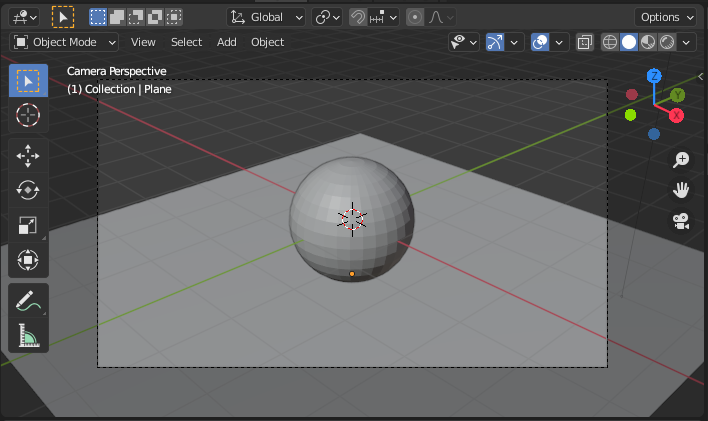 Global
Options
Object Mode
View
Select
Add
Object
Camera Perspective
(1) Collection | Plane
Z
Y
X